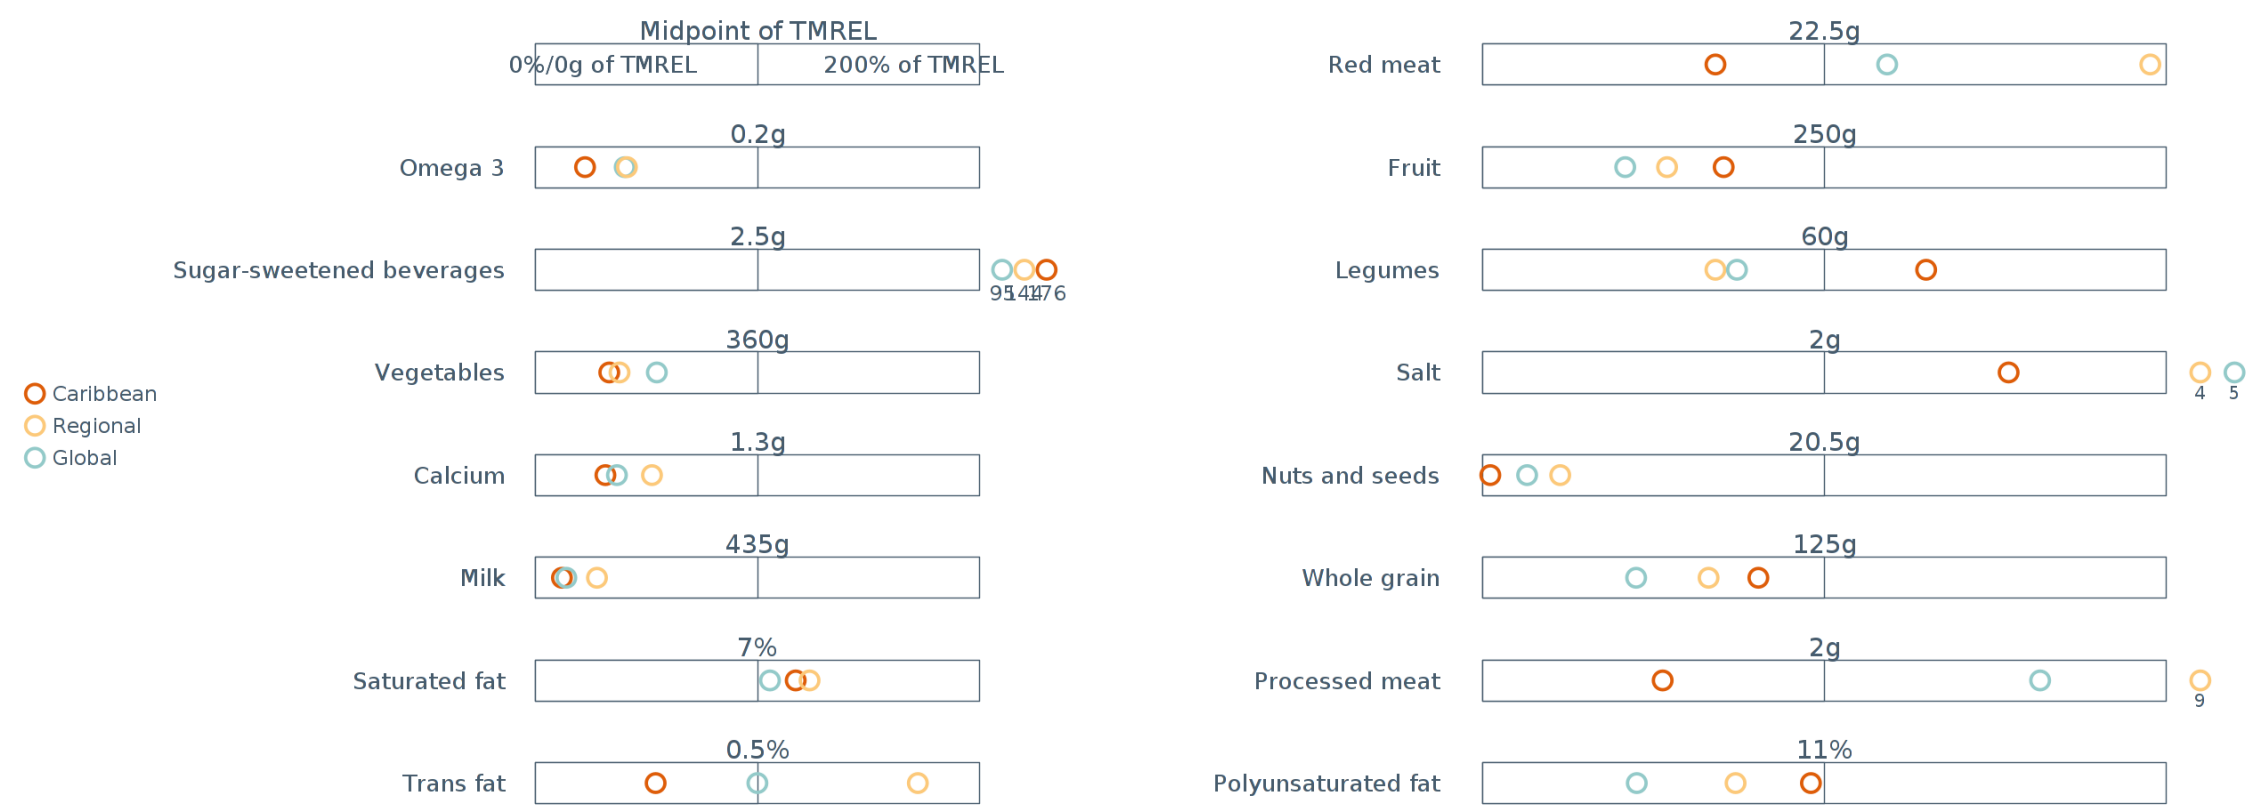 Midpoint of TMREL
0%/0g of TMREL
200% of TMREL
0.2g
Omega 3
2.5g
Sugar-sweetened beverages
95
144
176
360g
Vegetables
Caribbean
Regional
Global
1.3g
Calcium
435g
Milk
7%
Saturated fat
0.5%
Trans fat
22.5g
Red meat
250g
Fruit
60g
Legumes
2g
Salt
4
5
20.5g
Nuts and seeds
125g
Whole grain
2g
Processed meat
9
11%
Polyunsaturated fat